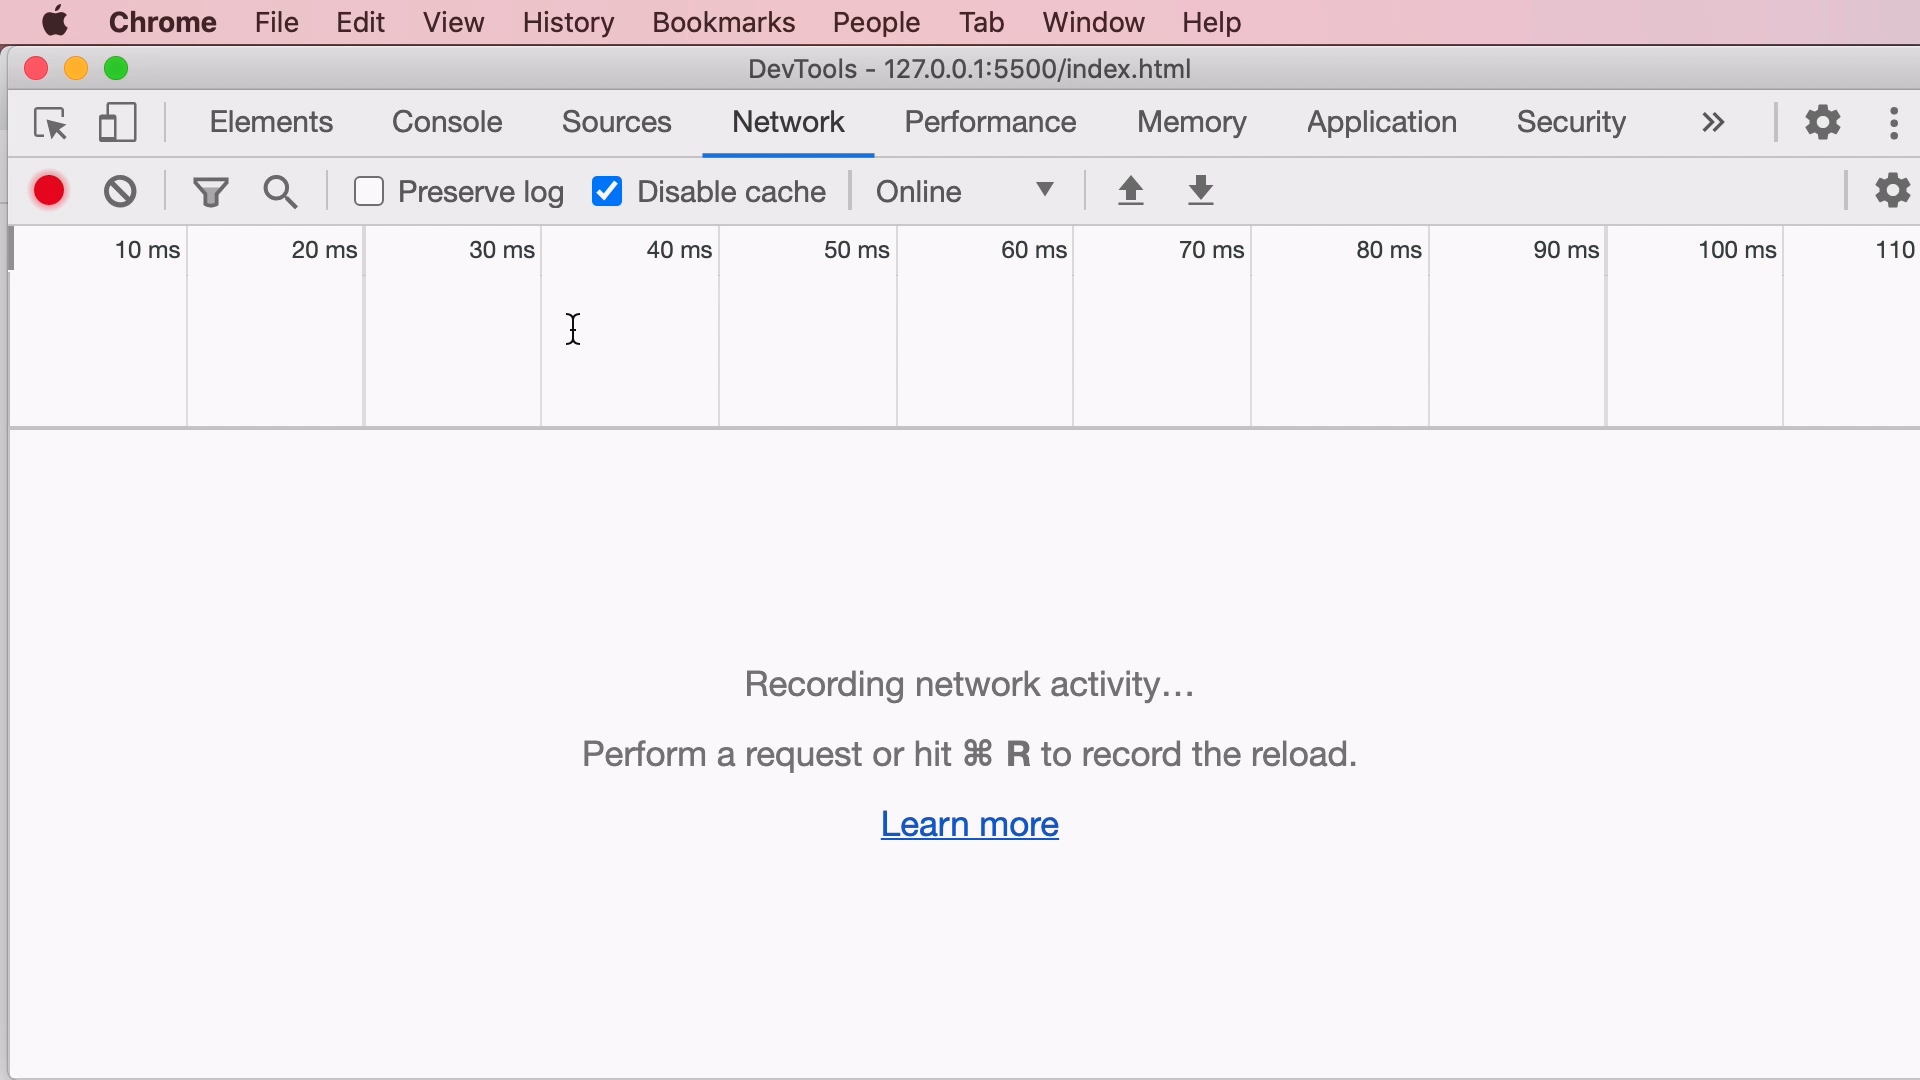 Chrome File Edit View History Bookmarks People Tab Window Help
DevTools - 127.0.0.1:5500/index.html
Elements Console Sources Network Performance Memory Application Security
Preserve log Disable cache Online
10 ms 20 ms 30 ms 40 ms 50 ms 60 ms 70 ms 80 ms 90 ms 100 ms 110
Recording network activity…
Perform a request or hit ⌘ R to record the reload.
Learn more